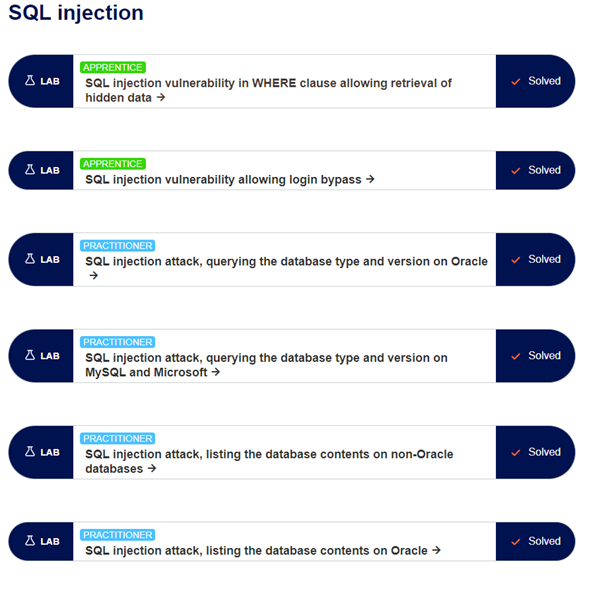 SQL injection
LAB
APPRENTICE
SQL injection vulnerability in WHERE clause allowing retrieval of
hidden data →
Solved
LAB
APPRENTICE
SQL injection vulnerability allowing login bypass →
Solved
LAB
PRACTITIONER
SQL injection attack, querying the database type and version on Oracle
→
Solved
LAB
PRACTITIONER
SQL injection attack, querying the database type and version on
MySQL and Microsoft →
Solved
LAB
PRACTITIONER
SQL injection attack, listing the database contents on non-Oracle
databases →
Solved
LAB
PRACTITIONER
SQL injection attack, listing the database contents on Oracle →
Solved